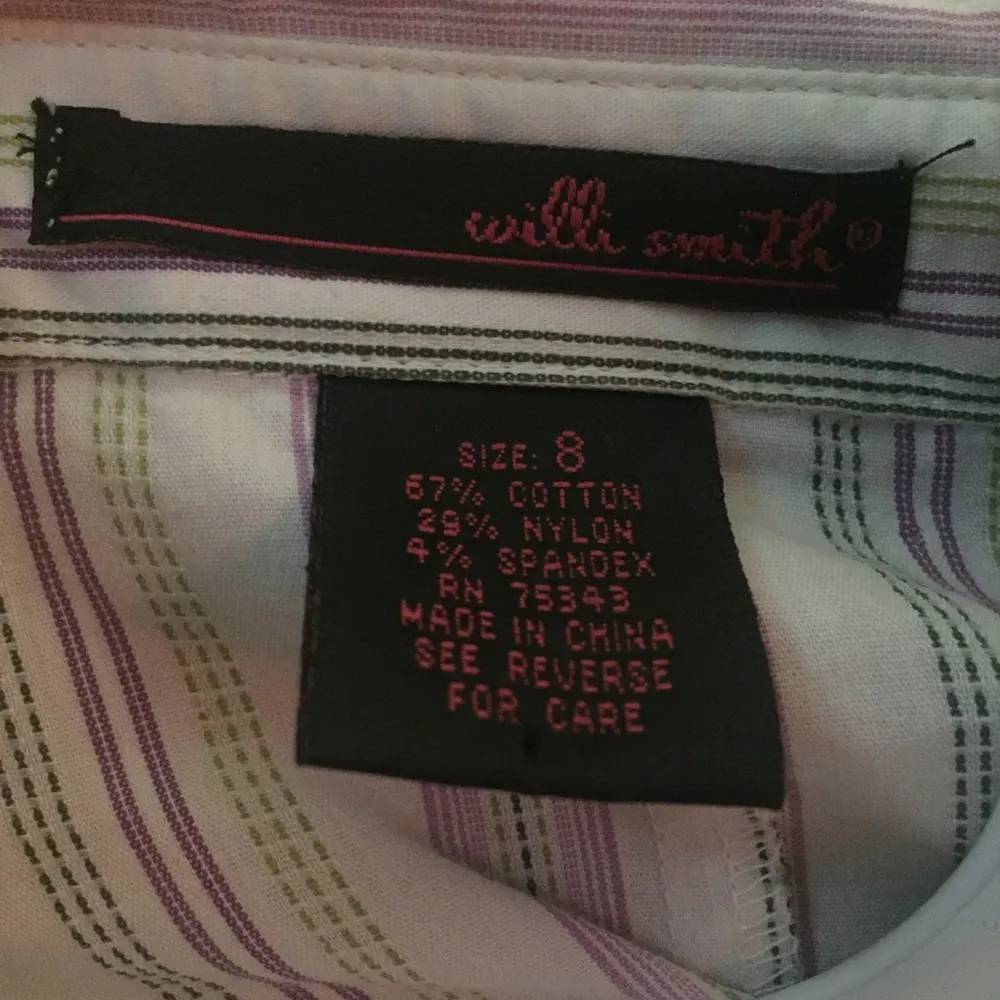 willi smith®
SIZE: 8
67% COTTON
29% NYLON
4% SPANDEX
RN 75343
MADE IN CHINA
SEE REVERSE
FOR CARE